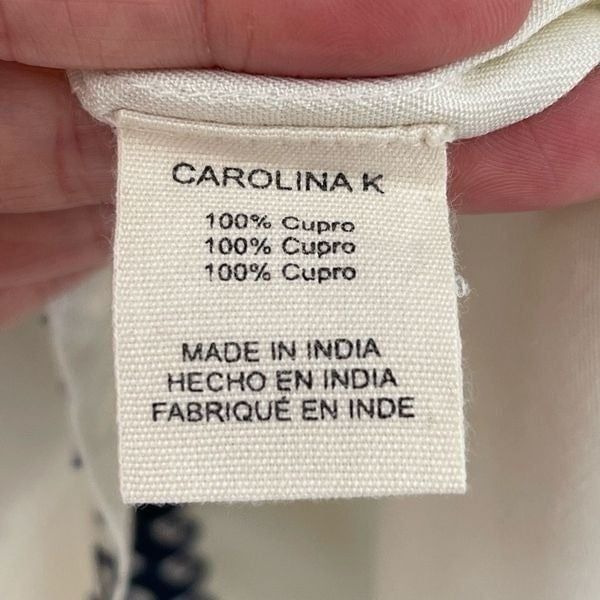 CAROLINA K
100% Cupro
100% Cupro
100% Cupro
MADE IN INDIA
HECHO EN INDIA
FABRIQUÉ EN INDE